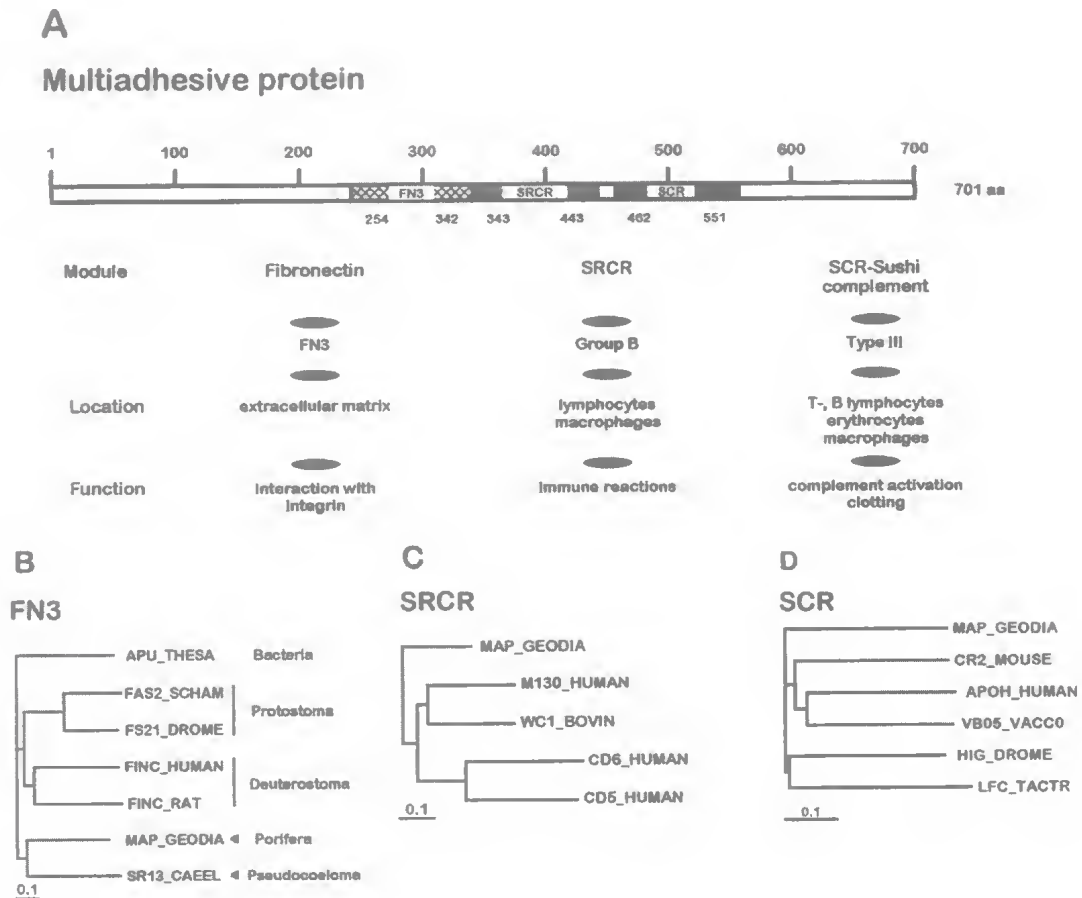 A
Multiadhesive protein
1 100 200 300 400 500 600 700
FN3 SRCR SCR 701 aa
254 342 343 443 462 551
Module Fibronectin SRCR SCR-Sushi
complement
FN3 Group B Type III
Location extracellular matrix lymphocytes
macrophages T-, B lymphocytes
erythrocytes
macrophages
Function interaction with
integrin immune reactions complement activation
clotting
B
FN3
APU_THESA Bacteria
FAS2_SCHAM
Protostoma
FS21_DROME
FINC_HUMAN
Deuterostoma
FINC_RAT
MAP_GEODIA Porifera
SR13_CAEEL Pseudocoeloma
0.1
C
SRCR
MAP_GEODIA
M130_HUMAN
WC1_BOVIN
CD6_HUMAN
CD5_HUMAN
0.1
D
SCR
MAP_GEODIA
CR2_MOUSE
APOH_HUMAN
VB05_VACC0
HIG_DROME
LFC_TACTR
0.1